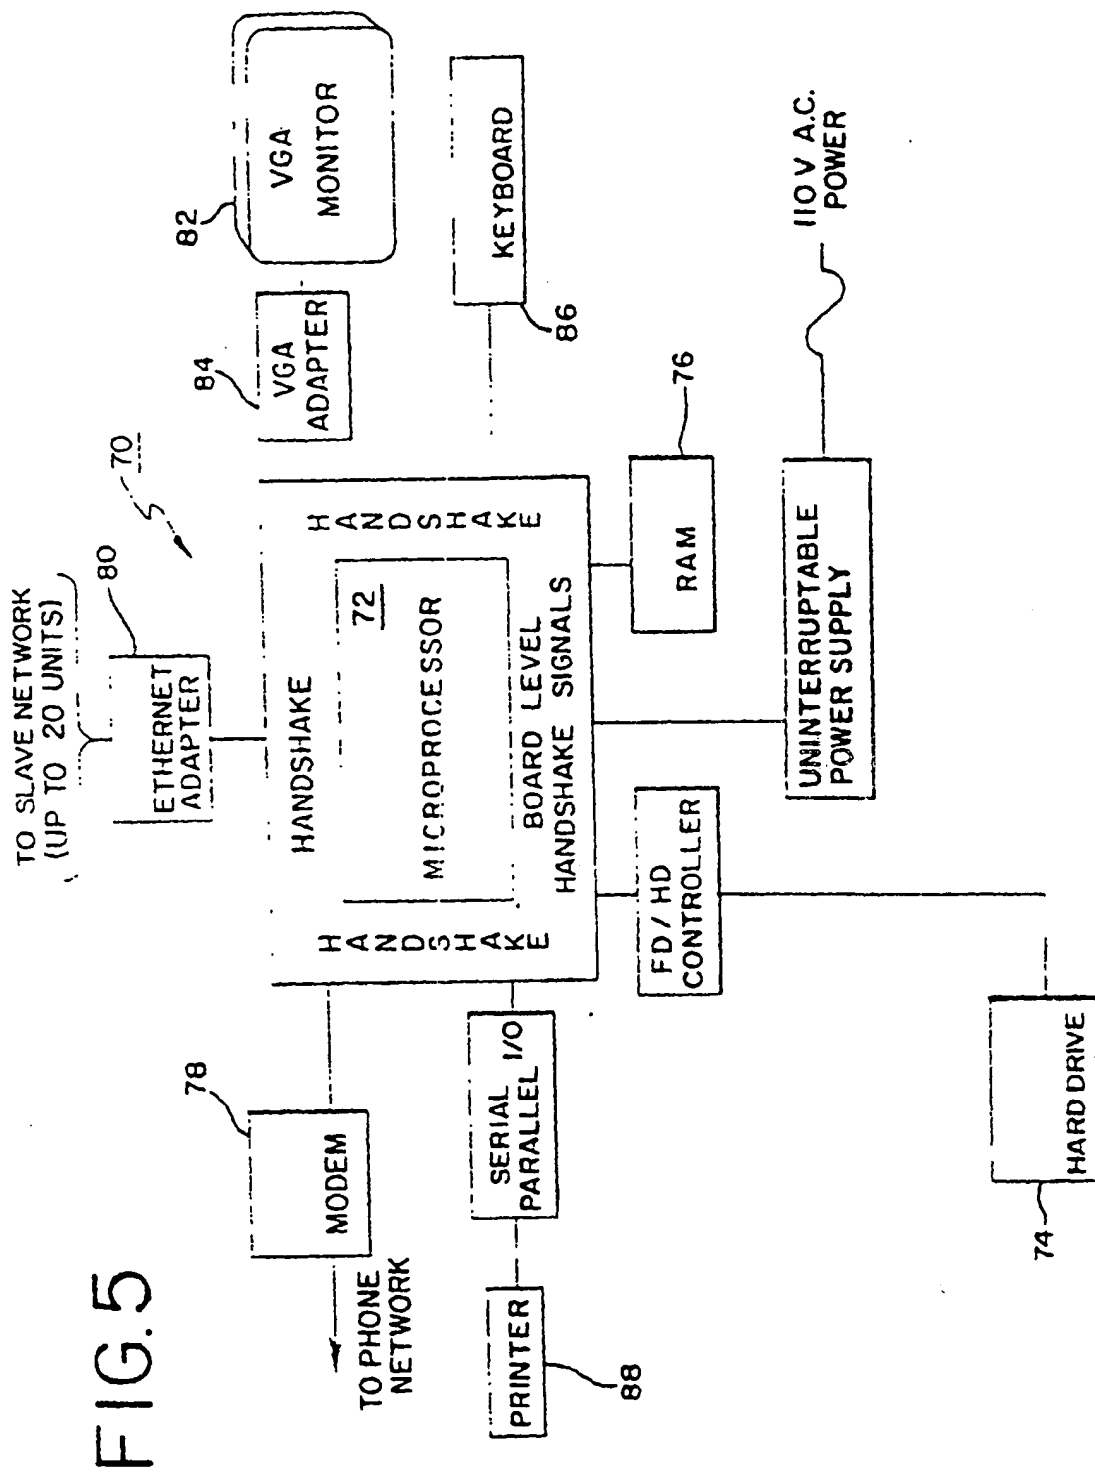 FIG. 5
TO SLAVE NETWORK
(UP TO 20 UNITS)
80
70
ETHERNET
ADAPTER
78
MODEM
TO PHONE
NETWORK
HANDSHAKE
HANDSHAKE
72
MICROPROCESSOR
HANDSHAKE
BOARD LEVEL
HANDSHAKE SIGNALS
84
VGA
ADAPTER
82
VGA
MONITOR
KEYBOARD
86
SERIAL
PARALLEL I/O
PRINTER
88
FD / HD
CONTROLLER
RAM
76
UNINTERRUPTABLE
POWER SUPPLY
110 V A.C.
POWER
HARD DRIVE
74